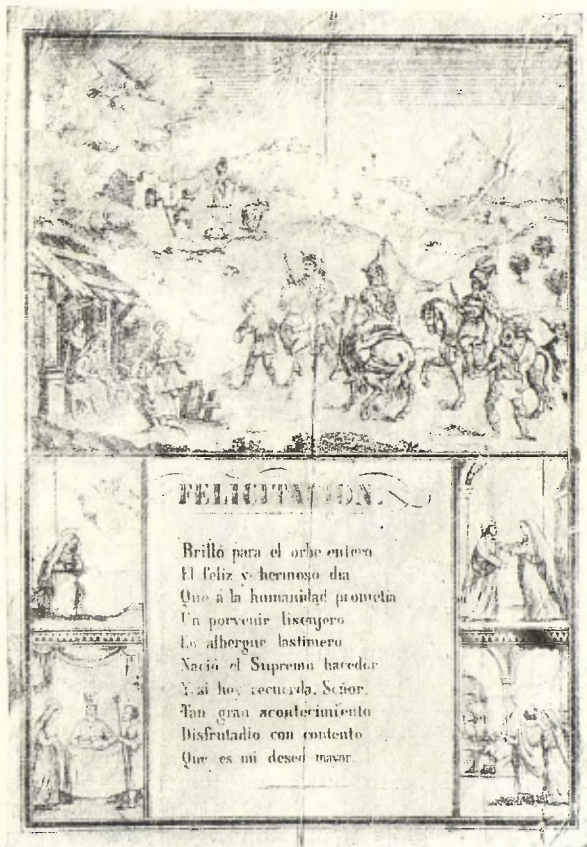 FELICITACION.
Brilló para el orbe entero
El feliz y hermoso dia
Que á la humanidad prometia
Un porvenir lisongero
En albergue lastimero
Nació el Supremo hacedor
Y si hoy recuerda, Señor,
Tan gran acontecimiento
Disfrutadlo con contento
Que es mi deseo mayor.